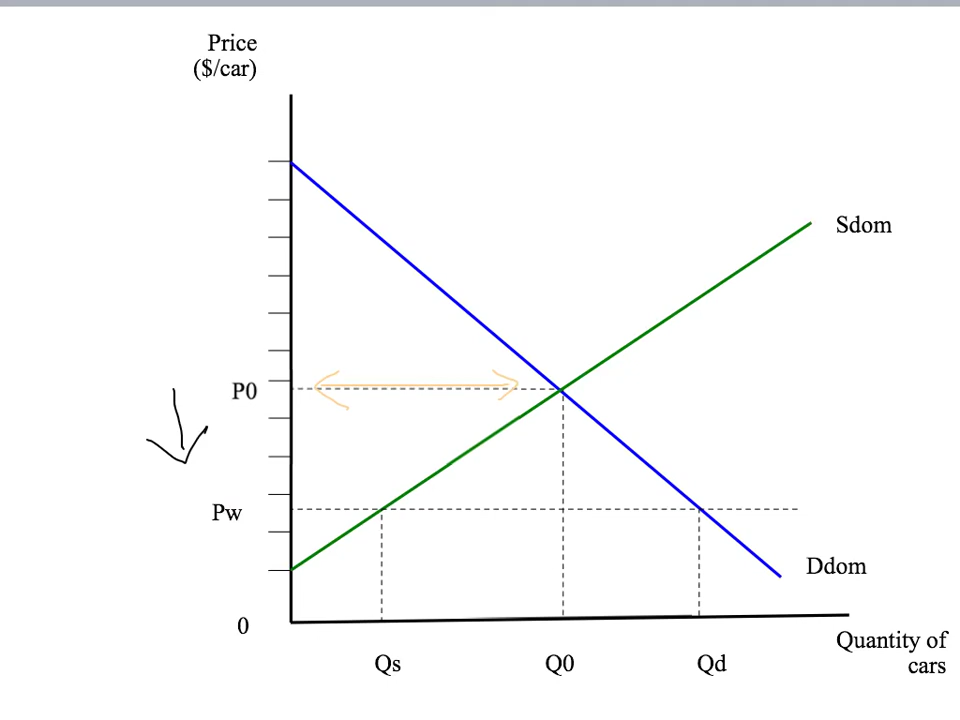 Price
($/car)
Sdom
P0
Pw
Ddom
0
Quantity of
cars
Qs
Q0
Qd